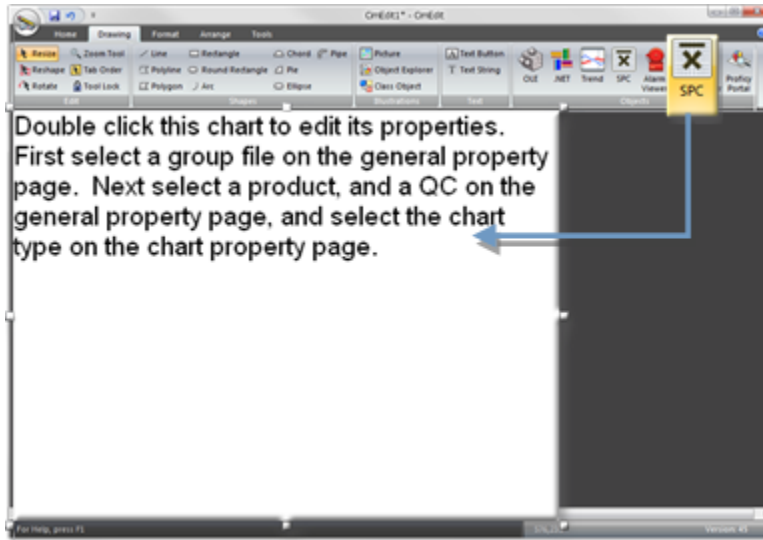 CimEdit1* - CimEdit
Home Drawing Format Arrange Tools
Resize Zoom Tool Line Rectangle Chord Pipe Picture Text Button
Reshape Tab Order Polyline Round Rectangle Pie Object Explorer Text String
Rotate Tool Lock Polygon Arc Ellipse Class Object
OLE .NET Trend SPC Alarm Viewer Proficy Portal
SPC
Edit Shapes Illustrations Text Objects
Double click this chart to edit its properties.
First select a group file on the general property
page. Next select a product, and a QC on the
general property page, and select the chart
type on the chart property page.
For Help, press F1